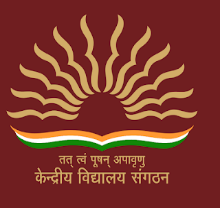 तत् त्वं पूषन् अपावृणु
केन्द्रीय विद्यालय संगठन